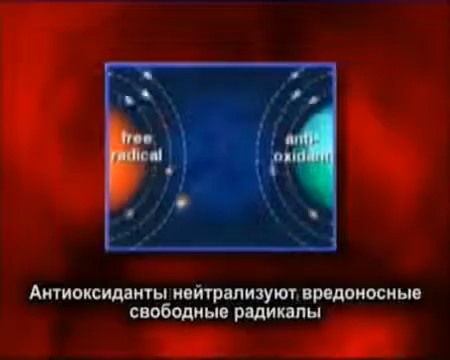 free
radical
anti-
oxidant
Антиоксиданты нейтрализуют вредоносные
свободные радикалы